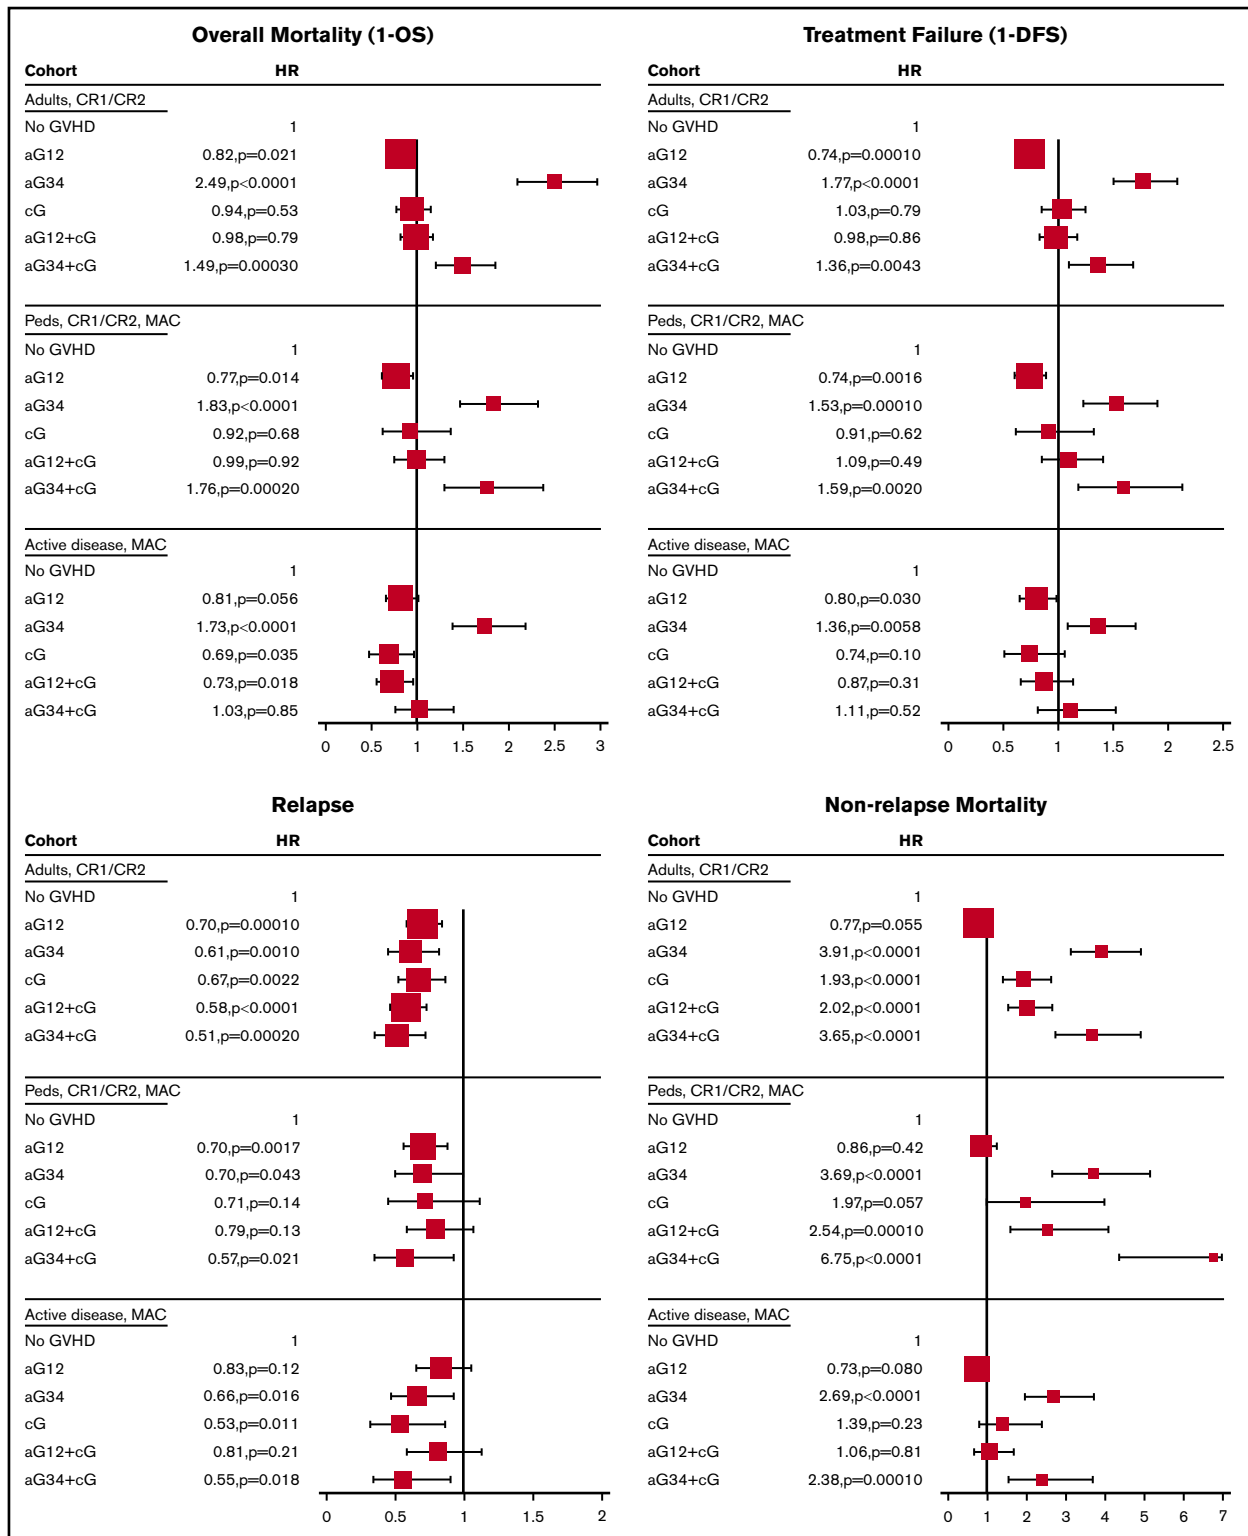 Overall Mortality (1-OS)
Cohort HR
Adults, CR1/CR2
No GVHD 1
aG12 0.82,p=0.021
aG34 2.49,p<0.0001
cG 0.94,p=0.53
aG12+cG 0.98,p=0.79
aG34+cG 1.49,p=0.00030
Peds, CR1/CR2, MAC
No GVHD 1
aG12 0.77,p=0.014
aG34 1.83,p<0.0001
cG 0.92,p=0.68
aG12+cG 0.99,p=0.92
aG34+cG 1.76,p=0.00020
Active disease, MAC
No GVHD 1
aG12 0.81,p=0.056
aG34 1.73,p<0.0001
cG 0.69,p=0.035
aG12+cG 0.73,p=0.018
aG34+cG 1.03,p=0.85
0 0.5 1 1.5 2 2.5 3
Treatment Failure (1-DFS)
Cohort HR
Adults, CR1/CR2
No GVHD 1
aG12 0.74,p=0.00010
aG34 1.77,p<0.0001
cG 1.03,p=0.79
aG12+cG 0.98,p=0.86
aG34+cG 1.36,p=0.0043
Peds, CR1/CR2, MAC
No GVHD 1
aG12 0.74,p=0.0016
aG34 1.53,p=0.00010
cG 0.91,p=0.62
aG12+cG 1.09,p=0.49
aG34+cG 1.59,p=0.0020
Active disease, MAC
No GVHD 1
aG12 0.80,p=0.030
aG34 1.36,p=0.0058
cG 0.74,p=0.10
aG12+cG 0.87,p=0.31
aG34+cG 1.11,p=0.52
0 0.5 1 1.5 2 2.5
Relapse
Cohort HR
Adults, CR1/CR2
No GVHD 1
aG12 0.70,p=0.00010
aG34 0.61,p=0.0010
cG 0.67,p=0.0022
aG12+cG 0.58,p<0.0001
aG34+cG 0.51,p=0.00020
Peds, CR1/CR2, MAC
No GVHD 1
aG12 0.70,p=0.0017
aG34 0.70,p=0.043
cG 0.71,p=0.14
aG12+cG 0.79,p=0.13
aG34+cG 0.57,p=0.021
Active disease, MAC
No GVHD 1
aG12 0.83,p=0.12
aG34 0.66,p=0.016
cG 0.53,p=0.011
aG12+cG 0.81,p=0.21
aG34+cG 0.55,p=0.018
0 0.5 1 1.5 2
Non-relapse Mortality
Cohort HR
Adults, CR1/CR2
No GVHD 1
aG12 0.77,p=0.055
aG34 3.91,p<0.0001
cG 1.93,p<0.0001
aG12+cG 2.02,p<0.0001
aG34+cG 3.65,p<0.0001
Peds, CR1/CR2, MAC
No GVHD 1
aG12 0.86,p=0.42
aG34 3.69,p<0.0001
cG 1.97,p=0.057
aG12+cG 2.54,p=0.00010
aG34+cG 6.75,p<0.0001
Active disease, MAC
No GVHD 1
aG12 0.73,p=0.080
aG34 2.69,p<0.0001
cG 1.39,p=0.23
aG12+cG 1.06,p=0.81
aG34+cG 2.38,p=0.00010
0 1 2 3 4 5 6 7